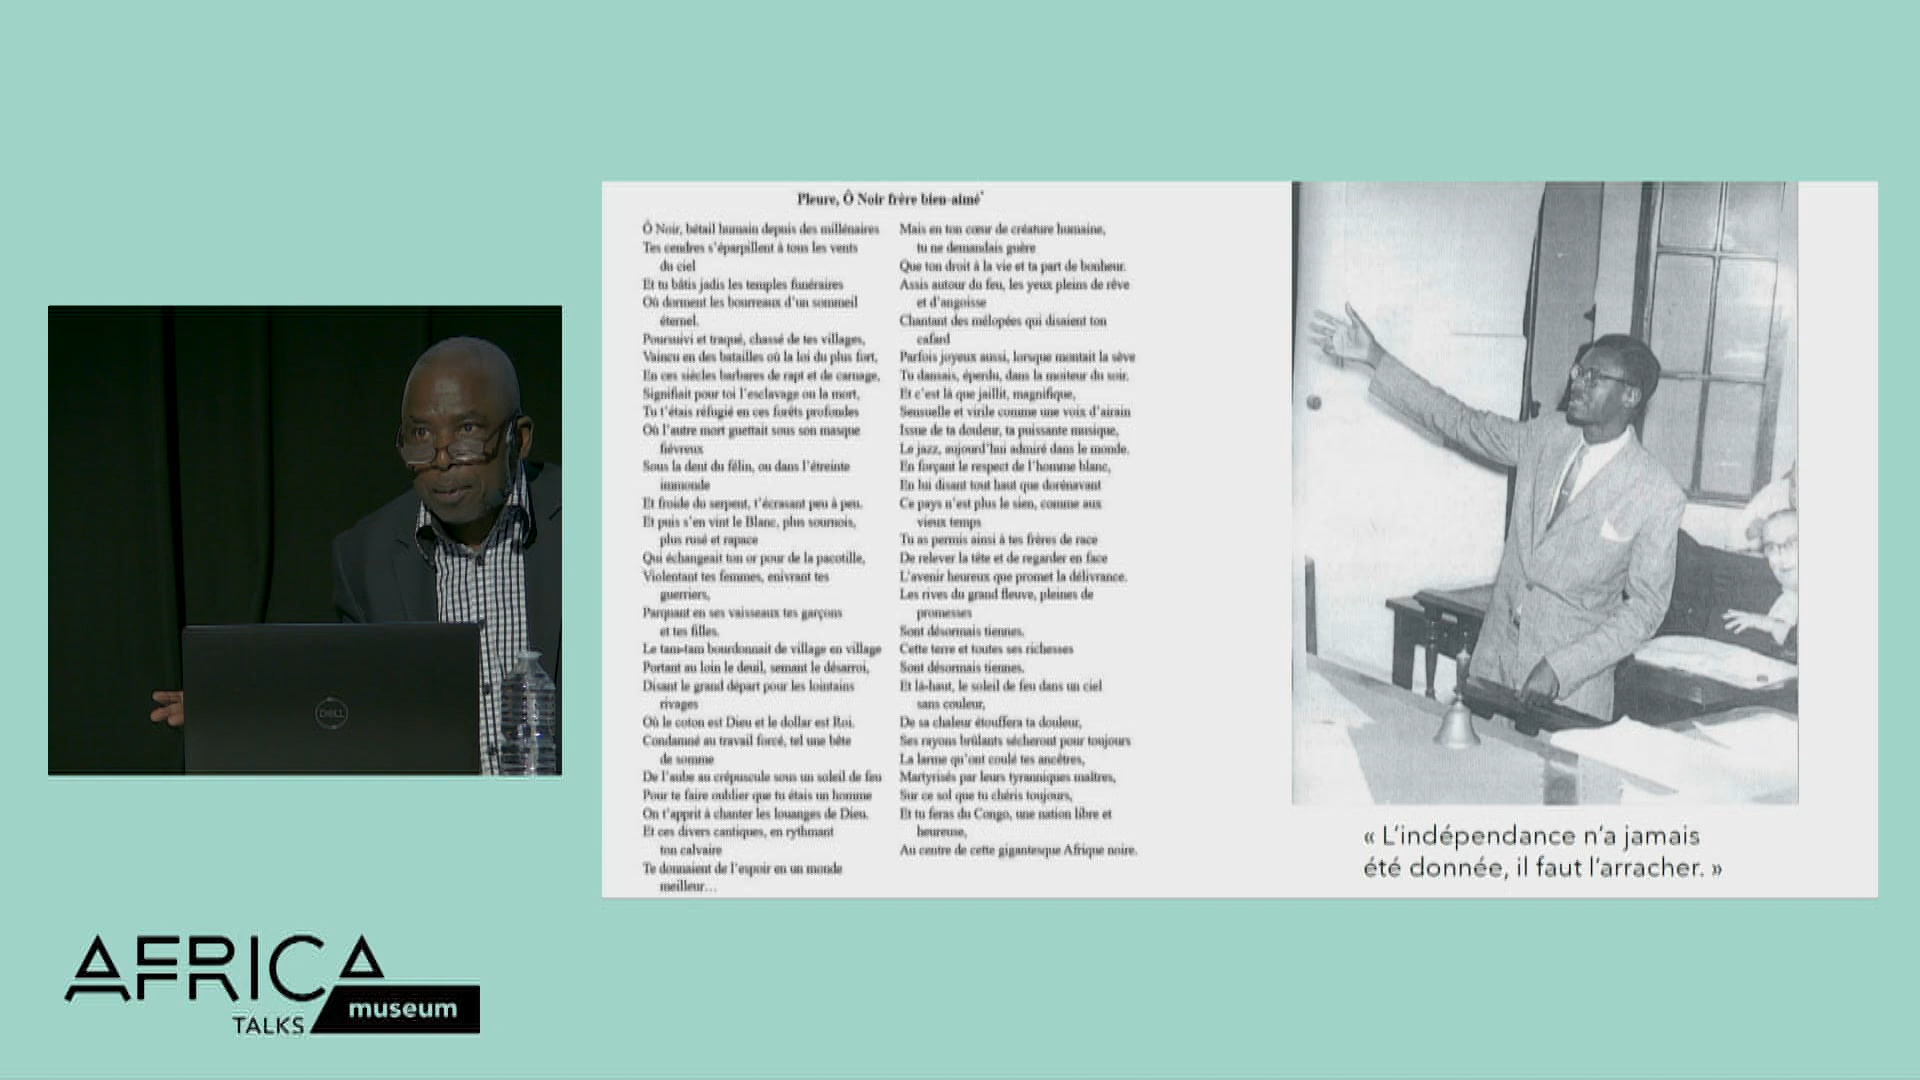 Pleure, Ô Noir frère bien-aimé*
Ô Noir, bétail humain depuis des millénaires
Tes cendres s'éparpillent à tous les vents
du ciel
Et tu bâtis jadis les temples funéraires
Où dorment les bourreaux d'un sommeil
éternel.
Poursuivi et traqué, chassé de tes villages,
Vaincu en des batailles où la loi du plus fort,
En ces siècles barbares de rapt et de carnage,
Signifiait pour toi l'esclavage ou la mort,
Tu t'étais réfugié en ces forêts profondes
Où l'autre mort guettait sous son masque
fiévreux
Sous la dent du félin, ou dans l'étreinte
immonde
Et froide du serpent, t'écrasant peu à peu.
Et puis s'en vint le Blanc, plus sournois,
plus rusé et rapace
Qui échangeait ton or pour de la pacotille,
Violentant tes femmes, enivrant tes
guerriers,
Parquant en ses vaisseaux tes garçons
et tes filles.
Le tam-tam bourdonnait de village en village
Portant au loin le deuil, semant le désarroi,
Disant le grand départ pour les lointains
rivages
Où le coton est Dieu et le dollar est Roi.
Condamné au travail forcé, tel une bête
de somme
De l'aube au crépuscule sous un soleil de feu
Pour te faire oublier que tu étais un homme
On t'apprit à chanter les louanges de Dieu.
Et ces divers cantiques, en rythmant
ton calvaire
Te donnaient de l'espoir en un monde
meilleur...
Mais en ton cœur de créature humaine,
tu ne demandais guère
Que ton droit à la vie et ta part de bonheur.
Assis autour du feu, les yeux pleins de rêve
et d'angoisse
Chantant des mélopées qui disaient ton
cafard
Parfois joyeux aussi, lorsque montait la sève
Tu dansais, éperdu, dans la moiteur du soir.
Et c'est là que jaillit, magnifique,
Sensuelle et virile comme une voix d'airain
Issue de ta douleur, ta puissante musique,
Le jazz, aujourd'hui admiré dans le monde.
En forçant le respect de l'homme blanc,
En lui disant tout haut que dorénavant
Ce pays n'est plus le sien, comme aux
vieux temps
Tu as permis ainsi à tes frères de race
De relever la tête et de regarder en face
L'avenir heureux que promet la délivrance.
Les rives du grand fleuve, pleines de
promesses
Sont désormais tiennes.
Cette terre et toutes ses richesses
Sont désormais tiennes.
Et là-haut, le soleil de feu dans un ciel
sans couleur,
De sa chaleur étouffera ta douleur,
Ses rayons brûlants sécheront pour toujours
La larme qu'ont coulé tes ancêtres,
Martyrisés par leurs tyranniques maîtres,
Sur ce sol que tu chéris toujours,
Et tu feras du Congo, une nation libre et
heureuse,
Au centre de cette gigantesque Afrique noire.
« L'indépendance n'a jamais
été donnée, il faut l'arracher. »
DELL
AFRICA
TALKS museum